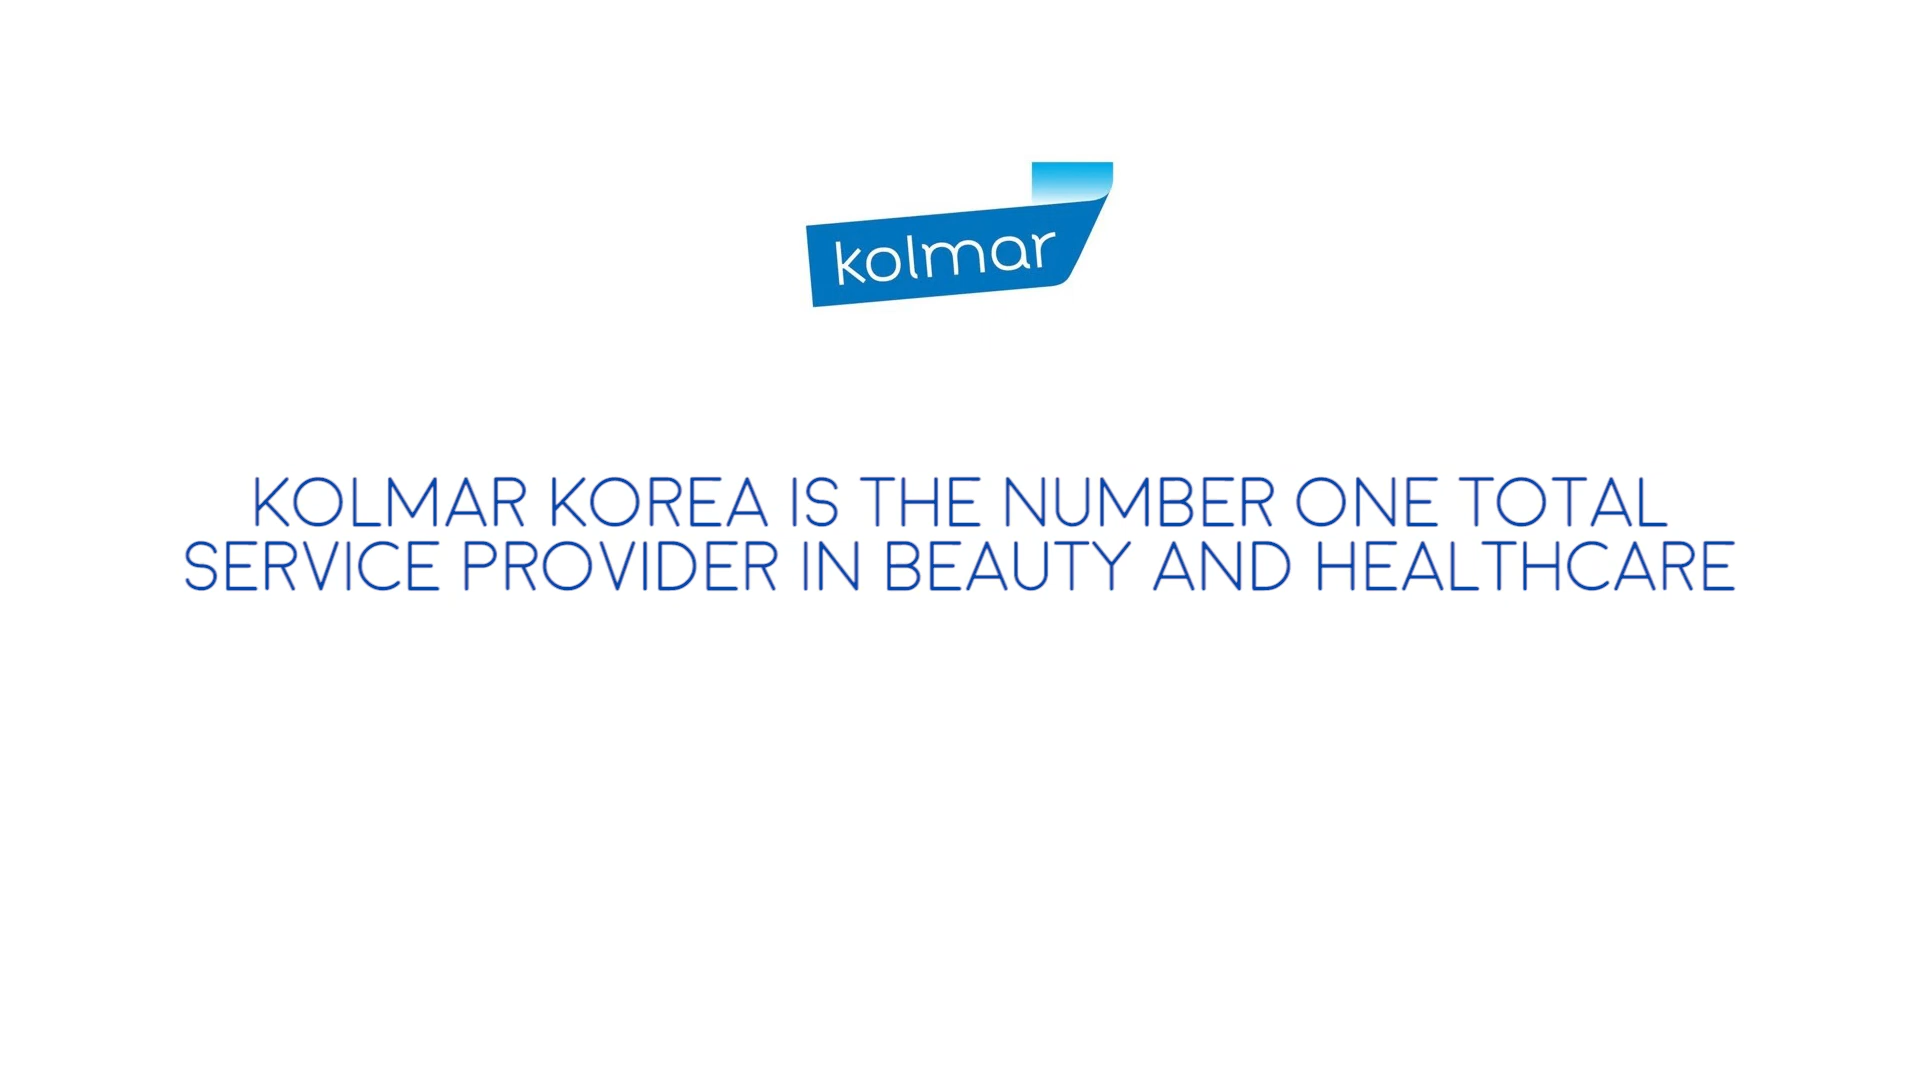 kolmar
KOLMAR KOREA IS THE NUMBER ONE TOTAL
SERVICE PROVIDER IN BEAUTY AND HEALTHCARE